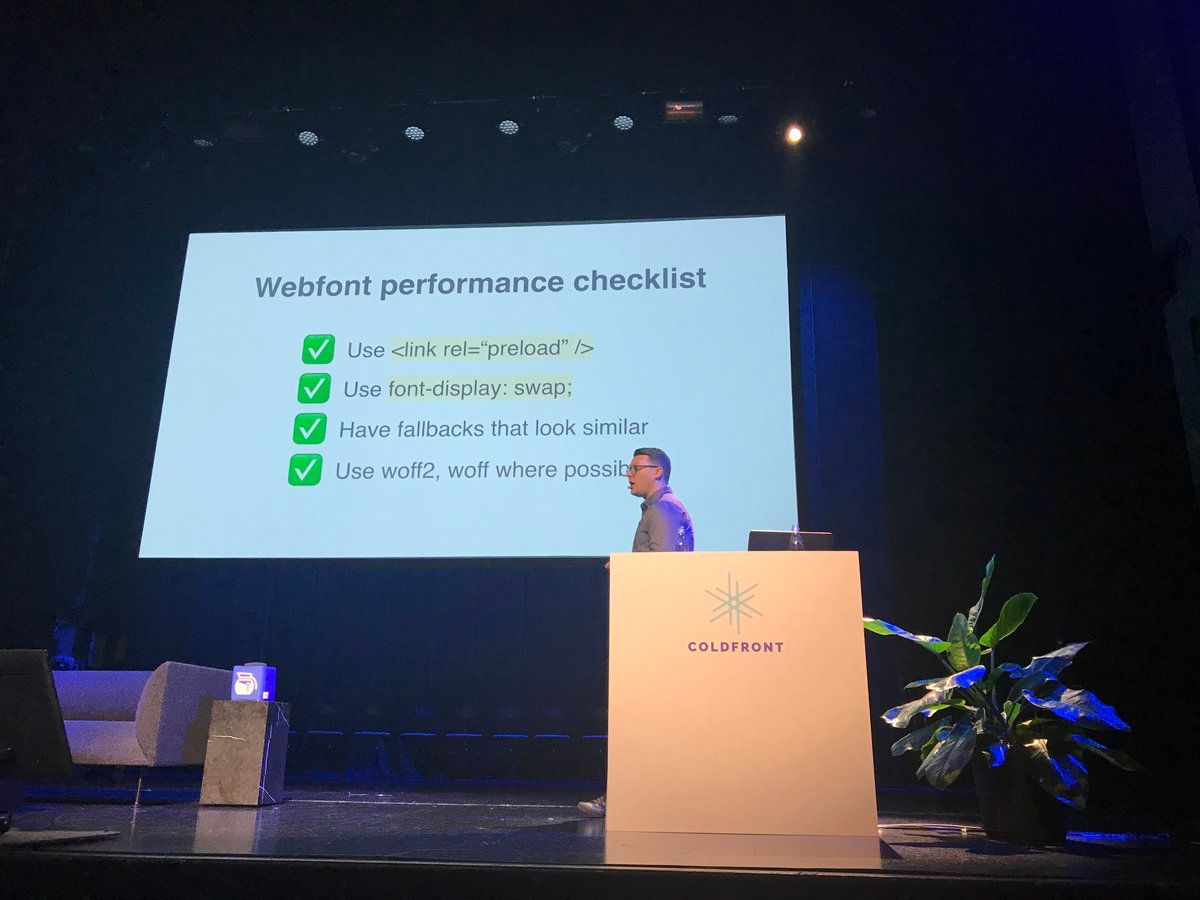 Webfont performance checklist
Use <link rel=“preload” />
Use font-display: swap;
Have fallbacks that look similar
Use woff2, woff where
COLDFRONT